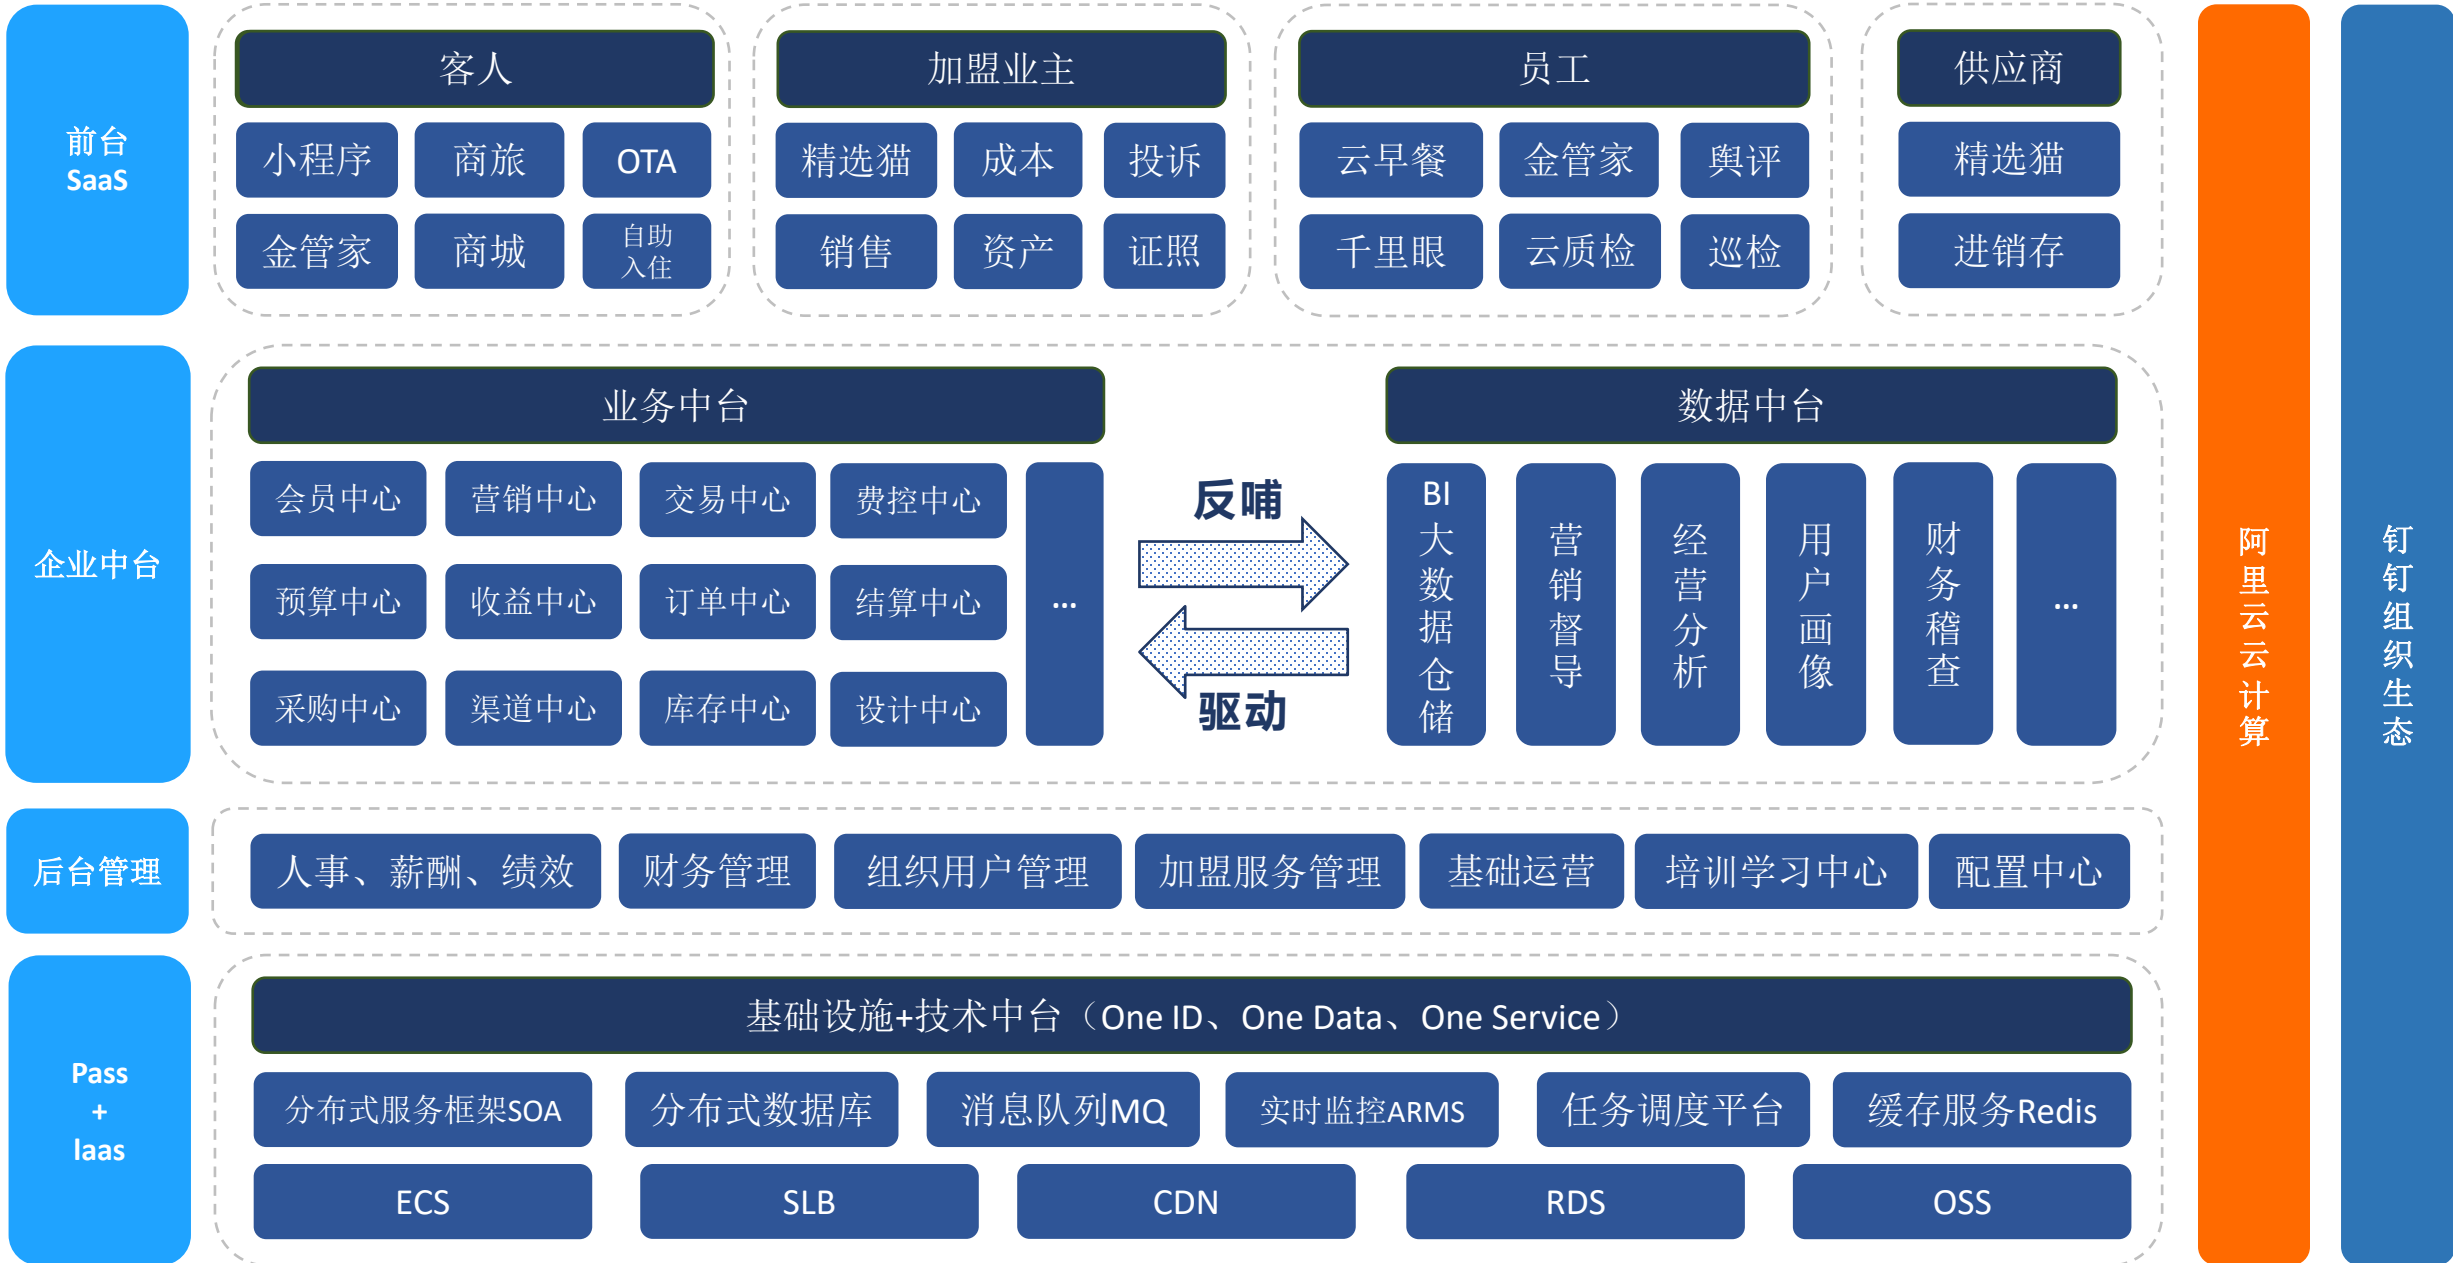 前台
SaaS
客人
小程序
商旅
OTA
金管家
商城
自助
入住
加盟业主
精选猫
成本
投诉
销售
资产
证照
员工
云早餐
金管家
舆评
千里眼
云质检
巡检
供应商
精选猫
进销存
企业中台
业务中台
会员中心
营销中心
交易中心
费控中心
预算中心
收益中心
订单中心
结算中心
采购中心
渠道中心
库存中心
设计中心
...
反哺
驱动
数据中台
BI
大数据仓储
营销督导
经营分析
用户画像
财务稽查
...
后台管理
人事、薪酬、绩效
财务管理
组织用户管理
加盟服务管理
基础运营
培训学习中心
配置中心
Pass
+
Iaas
基础设施+技术中台（One ID、One Data、One Service）
分布式服务框架SOA
分布式数据库
消息队列MQ
实时监控ARMS
任务调度平台
缓存服务Redis
ECS
SLB
CDN
RDS
OSS
阿里云云计算
钉钉组织生态